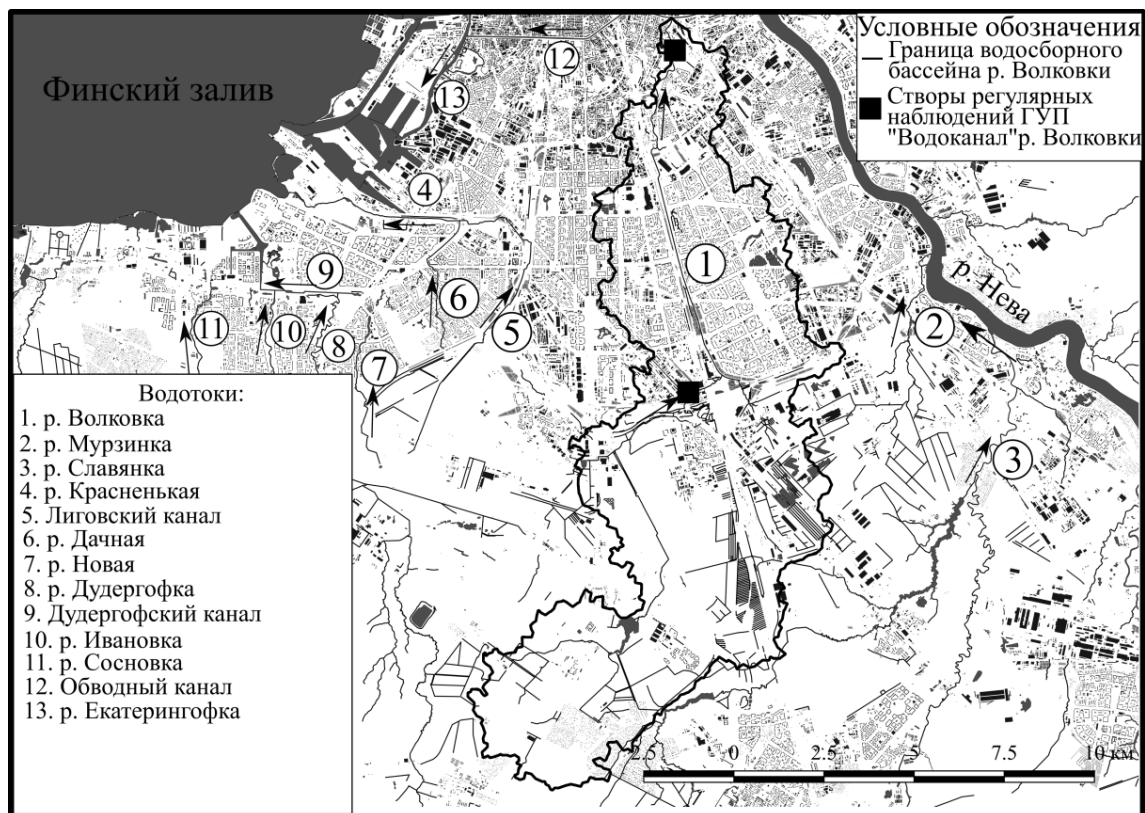 Финский залив
Условные обозначения
Граница водосборного
бассейна р. Волковки
Створы регулярных
наблюдений ГУП
"Водоканал"р. Волковки
12
13
4
9
1
р. Нева
6
11
10
5
2
8
7
3
Водотоки:
1. р. Волковка
2. р. Мурзинка
3. р. Славянка
4. р. Красненькая
5. Лиговский канал
6. р. Дачная
7. р. Новая
8. р. Дудергофка
9. Дудергофский канал
10. р. Ивановка
11. р. Сосновка
12. Обводный канал
13. р. Екатерингофка
2.5 0 2.5 5 7.5 10 км